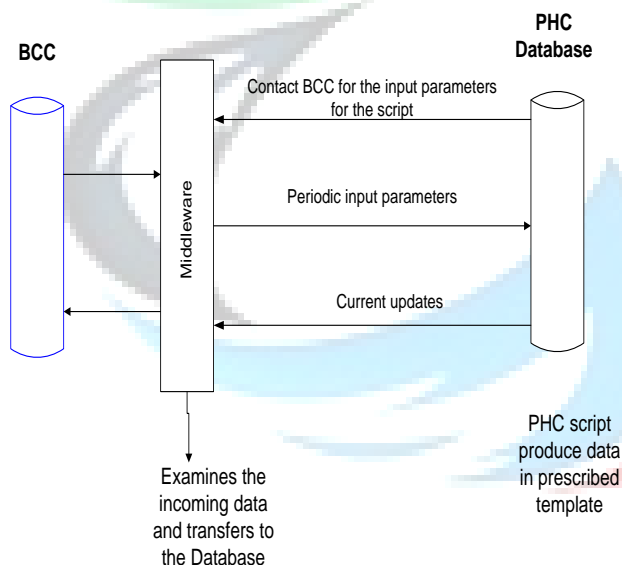 BCC
PHC
Database
Contact BCC for the input parameters
for the script
Middleware
Periodic input parameters
Current updates
Examines the
incoming data
and transfers to
the Database
PHC script
produce data
in prescribed
template